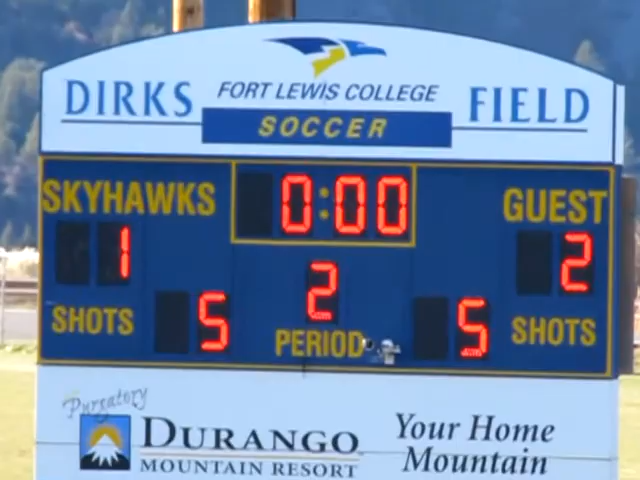 DIRKS FORT LEWIS COLLEGE FIELD
SOCCER
SKYHAWKS 0:00 GUEST
1 2 2
SHOTS 5 PERIOD 5 SHOTS
Purgatory
DURANGO
MOUNTAIN RESORT
Your Home
Mountain